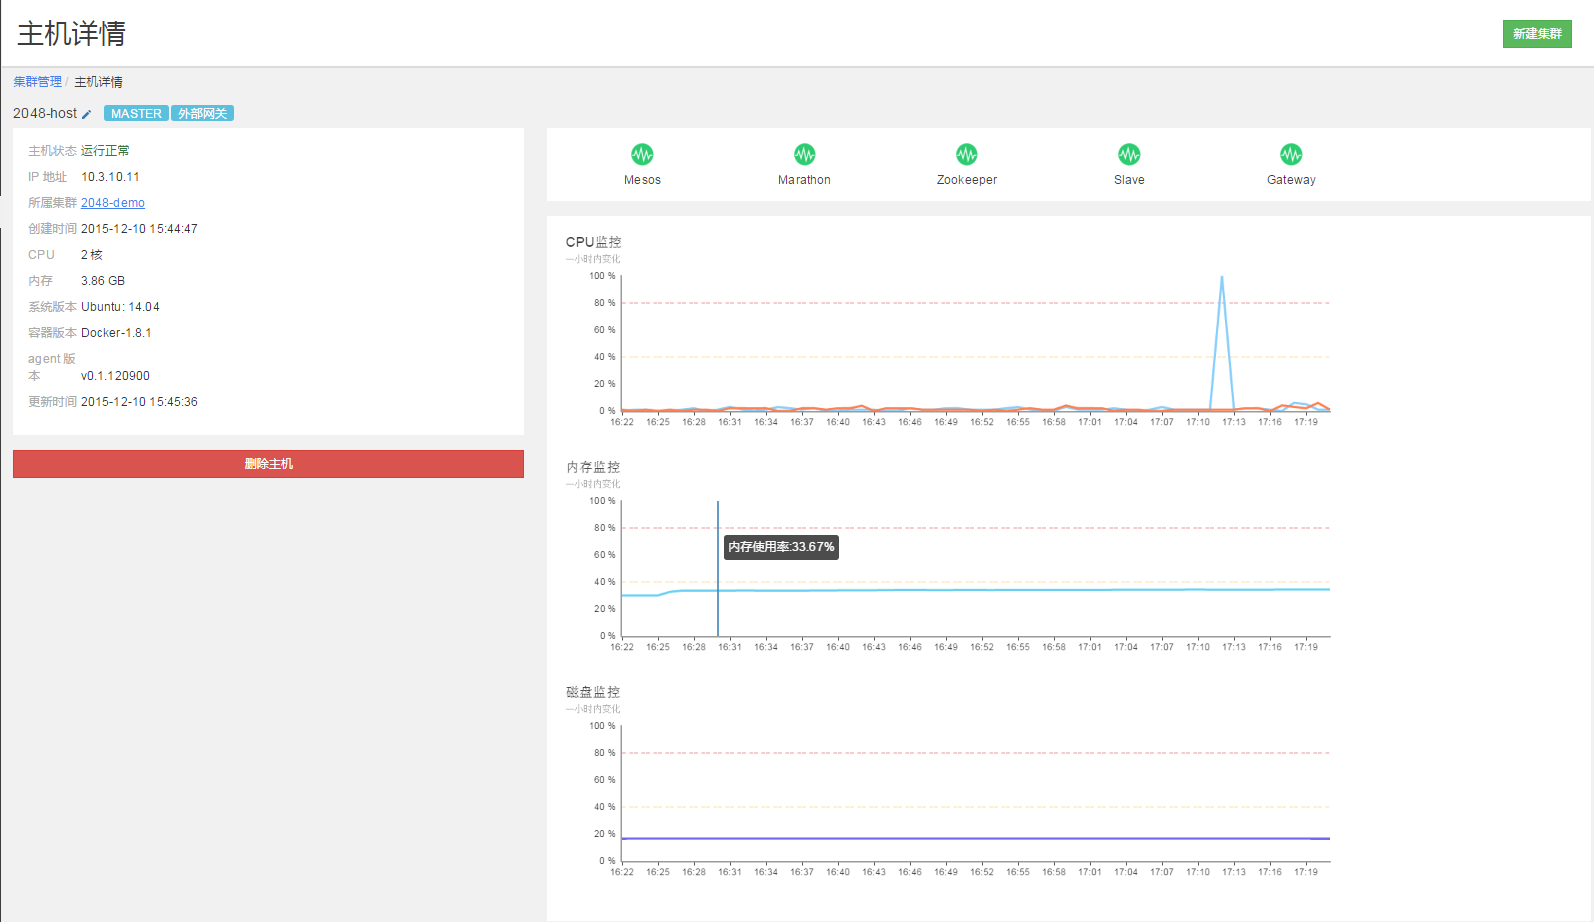 主机详情
新建集群
集群管理 / 主机详情
2048-host MASTER 外部网关
主机状态 运行正常
IP 地址 10.3.10.11
所属集群 2048-demo
创建时间 2015-12-10 15:44:47
CPU 2 核
内存 3.86 GB
系统版本 Ubuntu: 14.04
容器版本 Docker-1.8.1
agent 版
本 v0.1.120900
更新时间 2015-12-10 15:45:36
删除主机
Mesos Marathon Zookeeper Slave Gateway
CPU监控
一小时内变化
100 %
80 %
60 %
40 %
20 %
0 %
16:22 16:25 16:28 16:31 16:34 16:37 16:40 16:43 16:46 16:49 16:52 16:55 16:58 17:01 17:04 17:07 17:10 17:13 17:16 17:19
内存监控
一小时内变化
100 %
80 %
内存使用率:33.67%
60 %
40 %
20 %
0 %
16:22 16:25 16:28 16:31 16:34 16:37 16:40 16:43 16:46 16:49 16:52 16:55 16:58 17:01 17:04 17:07 17:10 17:13 17:16 17:19
磁盘监控
一小时内变化
100 %
80 %
60 %
40 %
20 %
0 %
16:22 16:25 16:28 16:31 16:34 16:37 16:40 16:43 16:46 16:49 16:52 16:55 16:58 17:01 17:04 17:07 17:10 17:13 17:16 17:19